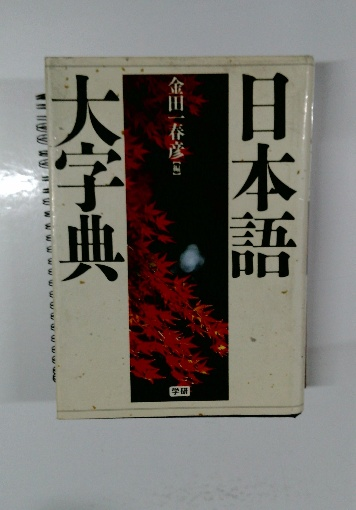 日本語
大字典
金田一春彦［編］
学研